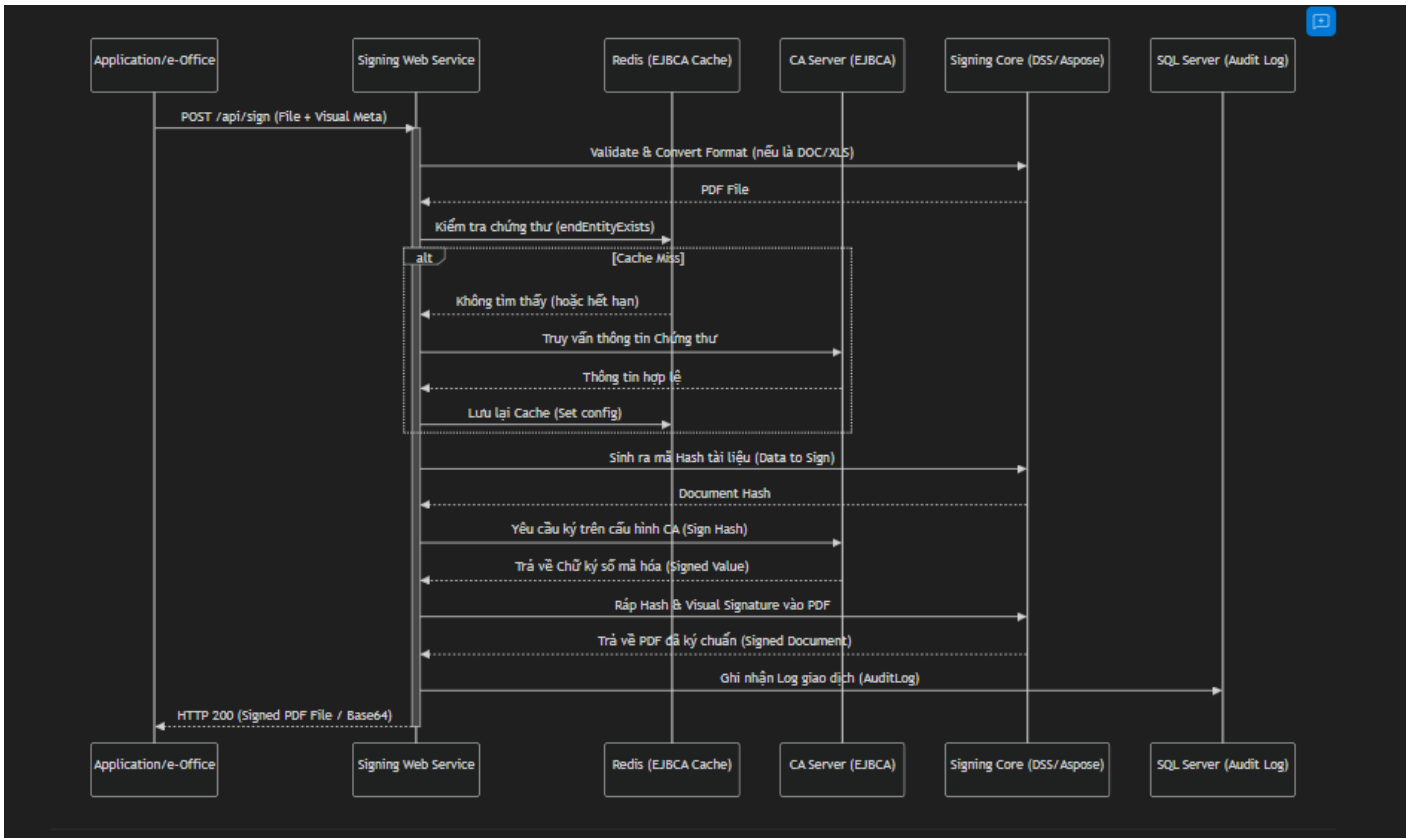 Application/e-Office
Signing Web Service
Redis (EJBCA Cache)
CA Server (EJBCA)
Signing Core (DSS/Aspose)
SQL Server (Audit Log)
POST /api/sign (File + Visual Meta)
Validate & Convert Format (nếu là DOC/XLS)
PDF File
Kiểm tra chứng thư (endEntityExists)
alt
[Cache Miss]
Không tìm thấy (hoặc hết hạn)
Truy vấn thông tin Chứng thư
Thông tin hợp lệ
Lưu lại Cache (Set config)
Sinh ra mã Hash tài liệu (Data to Sign)
Document Hash
Yêu cầu ký trên cấu hình CA (Sign Hash)
Trả về Chữ ký số mã hóa (Signed Value)
Ráp Hash & Visual Signature vào PDF
Trả về PDF đã ký chuẩn (Signed Document)
Ghi nhận Log giao dịch (AuditLog)
HTTP 200 (Signed PDF File / Base64)
Application/e-Office
Signing Web Service
Redis (EJBCA Cache)
CA Server (EJBCA)
Signing Core (DSS/Aspose)
SQL Server (Audit Log)